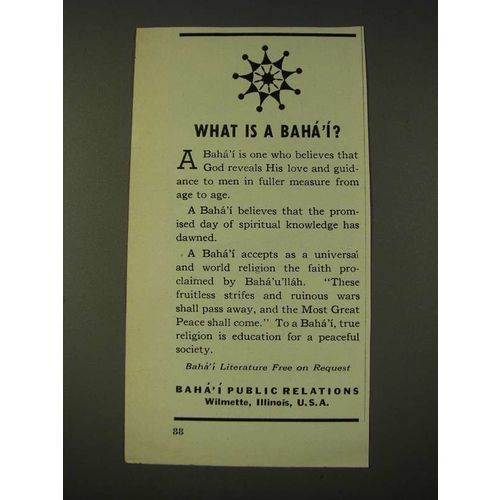 WHAT IS A BAHÁ'Í?
A Bahá'í is one who believes that
God reveals His love and guid-
ance to men in fuller measure from
age to age.
A Bahá'í believes that the prom-
ised day of spiritual knowledge has
dawned.
A Bahá'í accepts as a universal
and world religion the faith pro-
claimed by Bahá'u'lláh. "These
fruitless strifes and ruinous wars
shall pass away, and the Most Great
Peace shall come." To a Bahá'í, true
religion is education for a peaceful
society.
Bahá'í Literature Free on Request
BAHÁ'Í PUBLIC RELATIONS
Wilmette, Illinois, U.S.A.
88